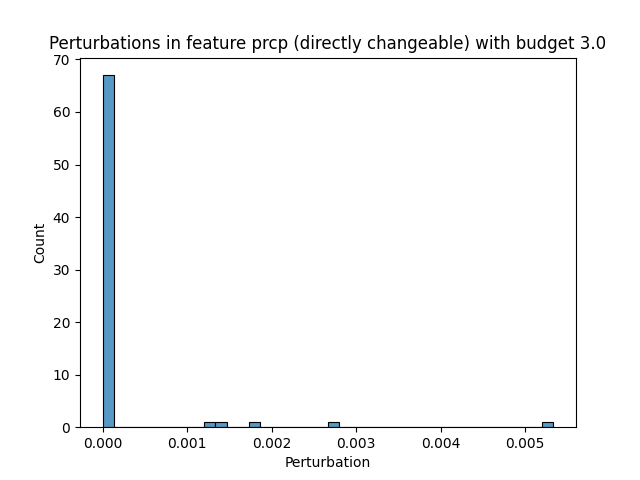 Perturbations in feature prcp (directly changeable) with budget 3.0
70
60
50
40
30
20
10
0
Count
0.000 0.001 0.002 0.003 0.004 0.005
Perturbation